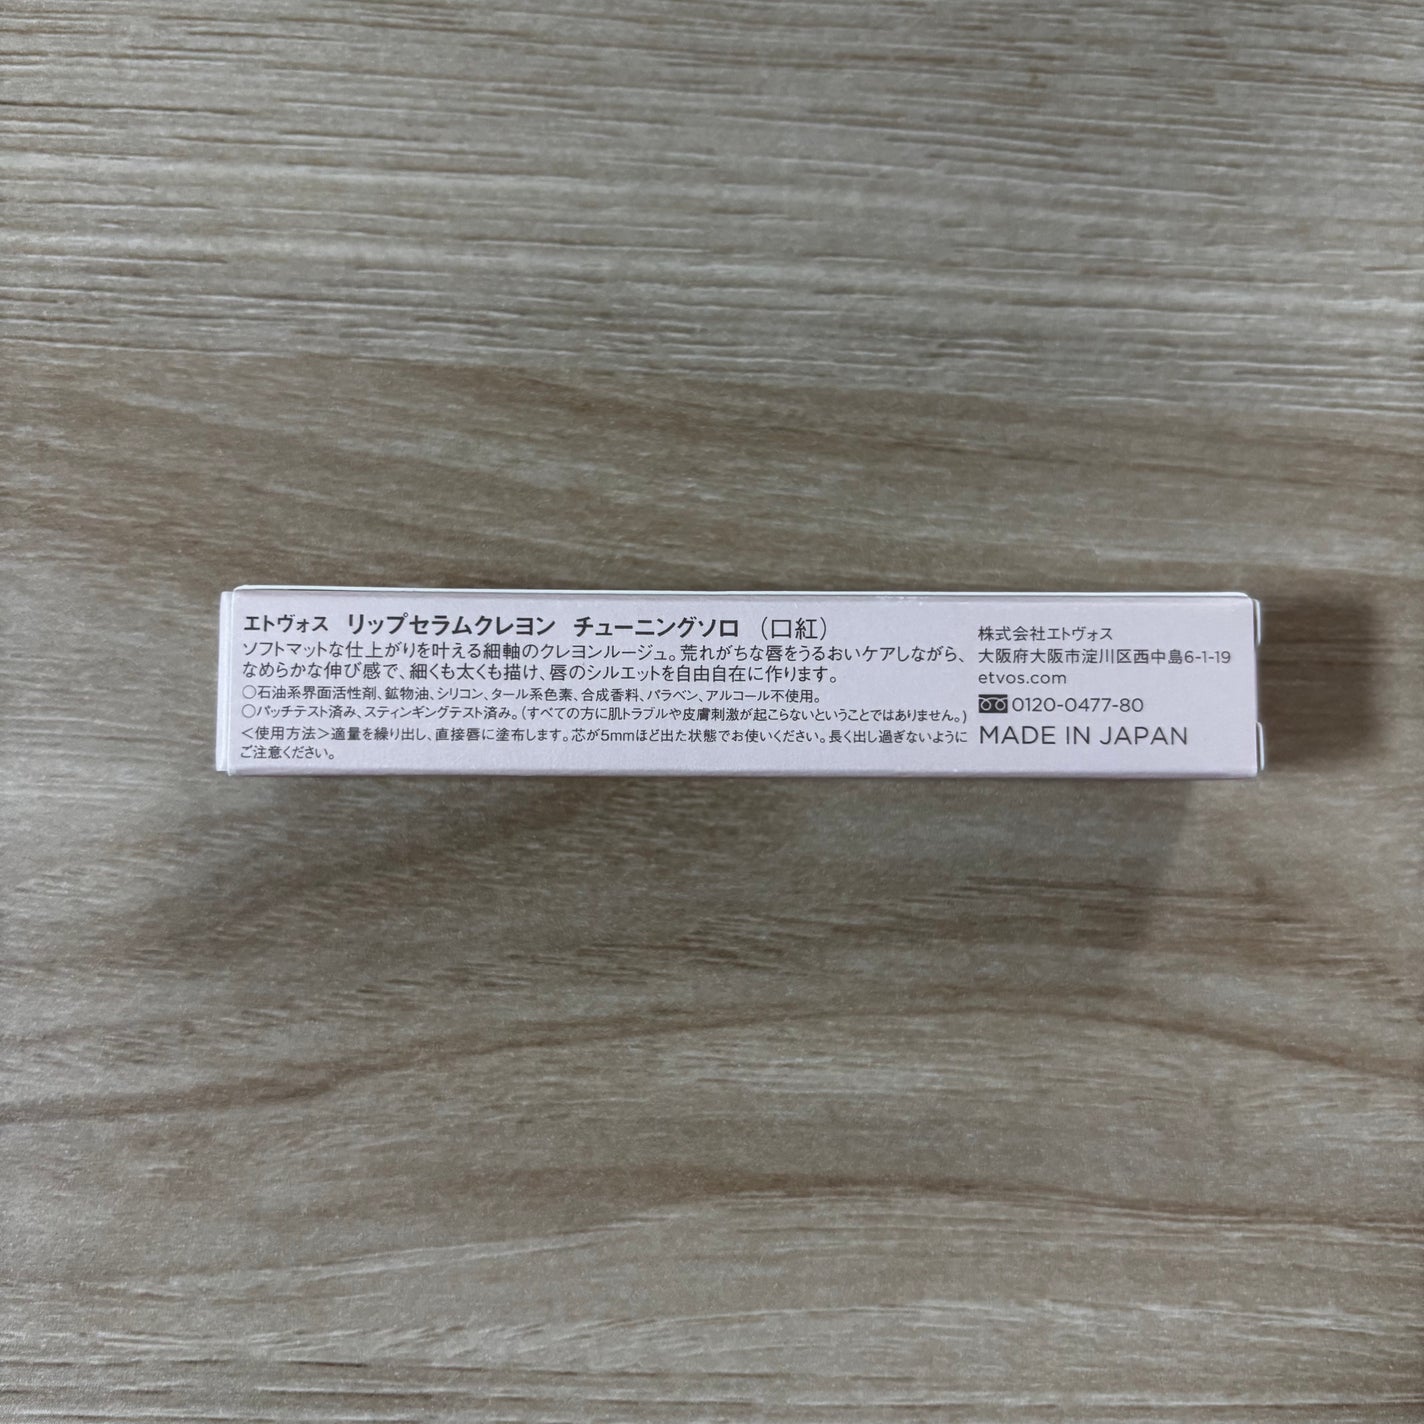 エトヴォス リップセラムクレヨン チューニングソロ （口紅）
ソフトマットな仕上がりを叶える細軸のクレヨンルージュ。荒れがちな唇をうるおいケアしながら、
なめらかな伸び感で、細くも太くも描け、唇のシルエットを自由自在に作ります。
○石油系界面活性剤、鉱物油、シリコン、タール系色素、合成香料、パラベン、アルコール不使用。
○パッチテスト済み、スティンギングテスト済み。(すべての方に肌トラブルや皮膚刺激が起こらないということではありません。)
＜使用方法＞適量を繰り出し、直接唇に塗布します。芯が5mmほど出た状態でお使いください。長く出し過ぎないように
ご注意ください。
株式会社エトヴォス
大阪府大阪市淀川区西中島6-1-19
etvos.com
0120-0477-80
MADE IN JAPAN